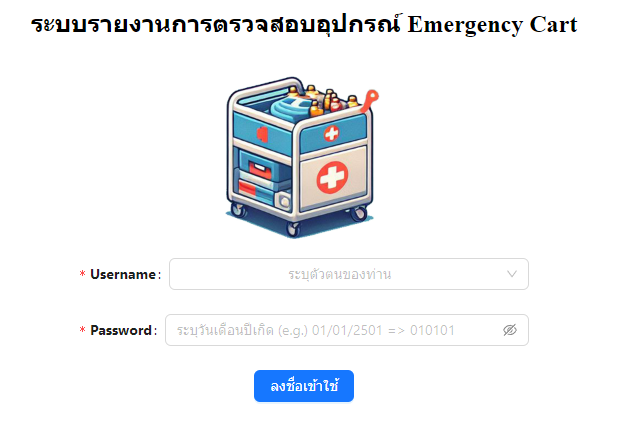 ระบบรายงานการตรวจสอบอุปกรณ์ Emergency Cart
* Username:
ระบุตัวตนของท่าน
* Password:
ระบุวันเดือนปีเกิด (e.g.) 01/01/2501 => 010101
ลงชื่อเข้าใช้